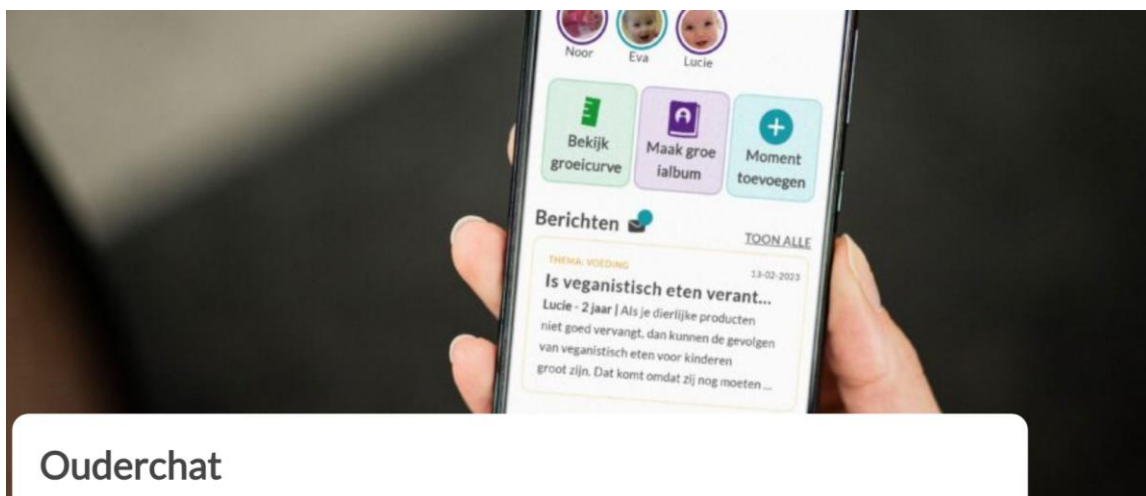 Noor Eva Lucie
Bekijk
groeicurve
Maak groe
ialbum
Moment
toevoegen
Berichten
TOON ALLE
THEMA: VOEDING
13-02-2023
Is veganistisch eten verant...
Lucie - 2 jaar | Als je dierlijke producten
niet goed vervangt, dan kunnen de gevolgen
van veganistisch eten voor kinderen
groot zijn. Dat komt omdat zij nog moeten ...
Ouderchat